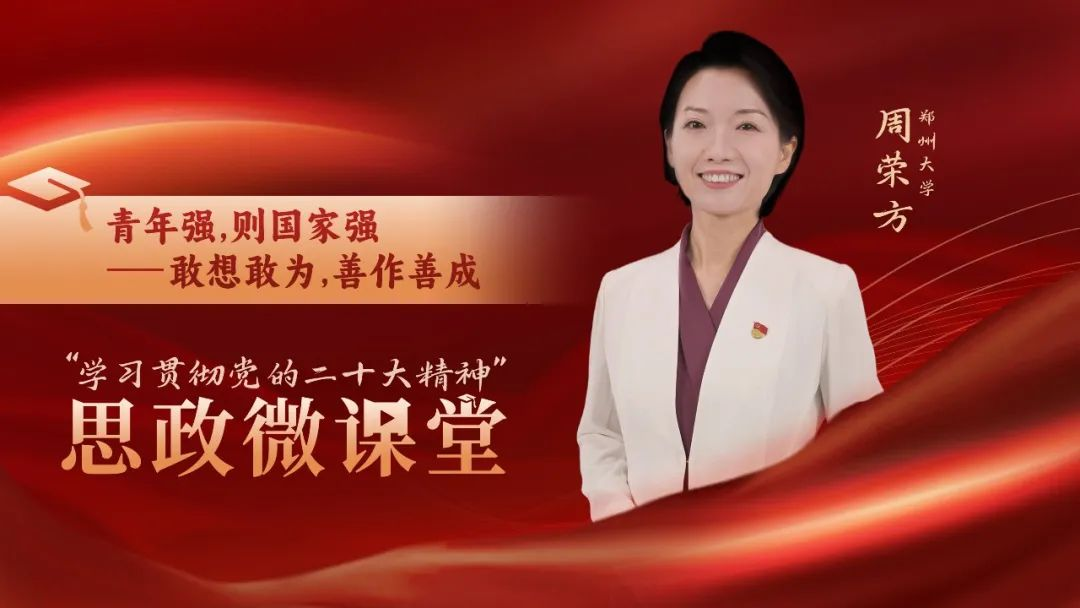 青年强,则国家强
——敢想敢为,善作善成
“学习贯彻党的二十大精神”
思政微课堂
郑州大学
周荣方